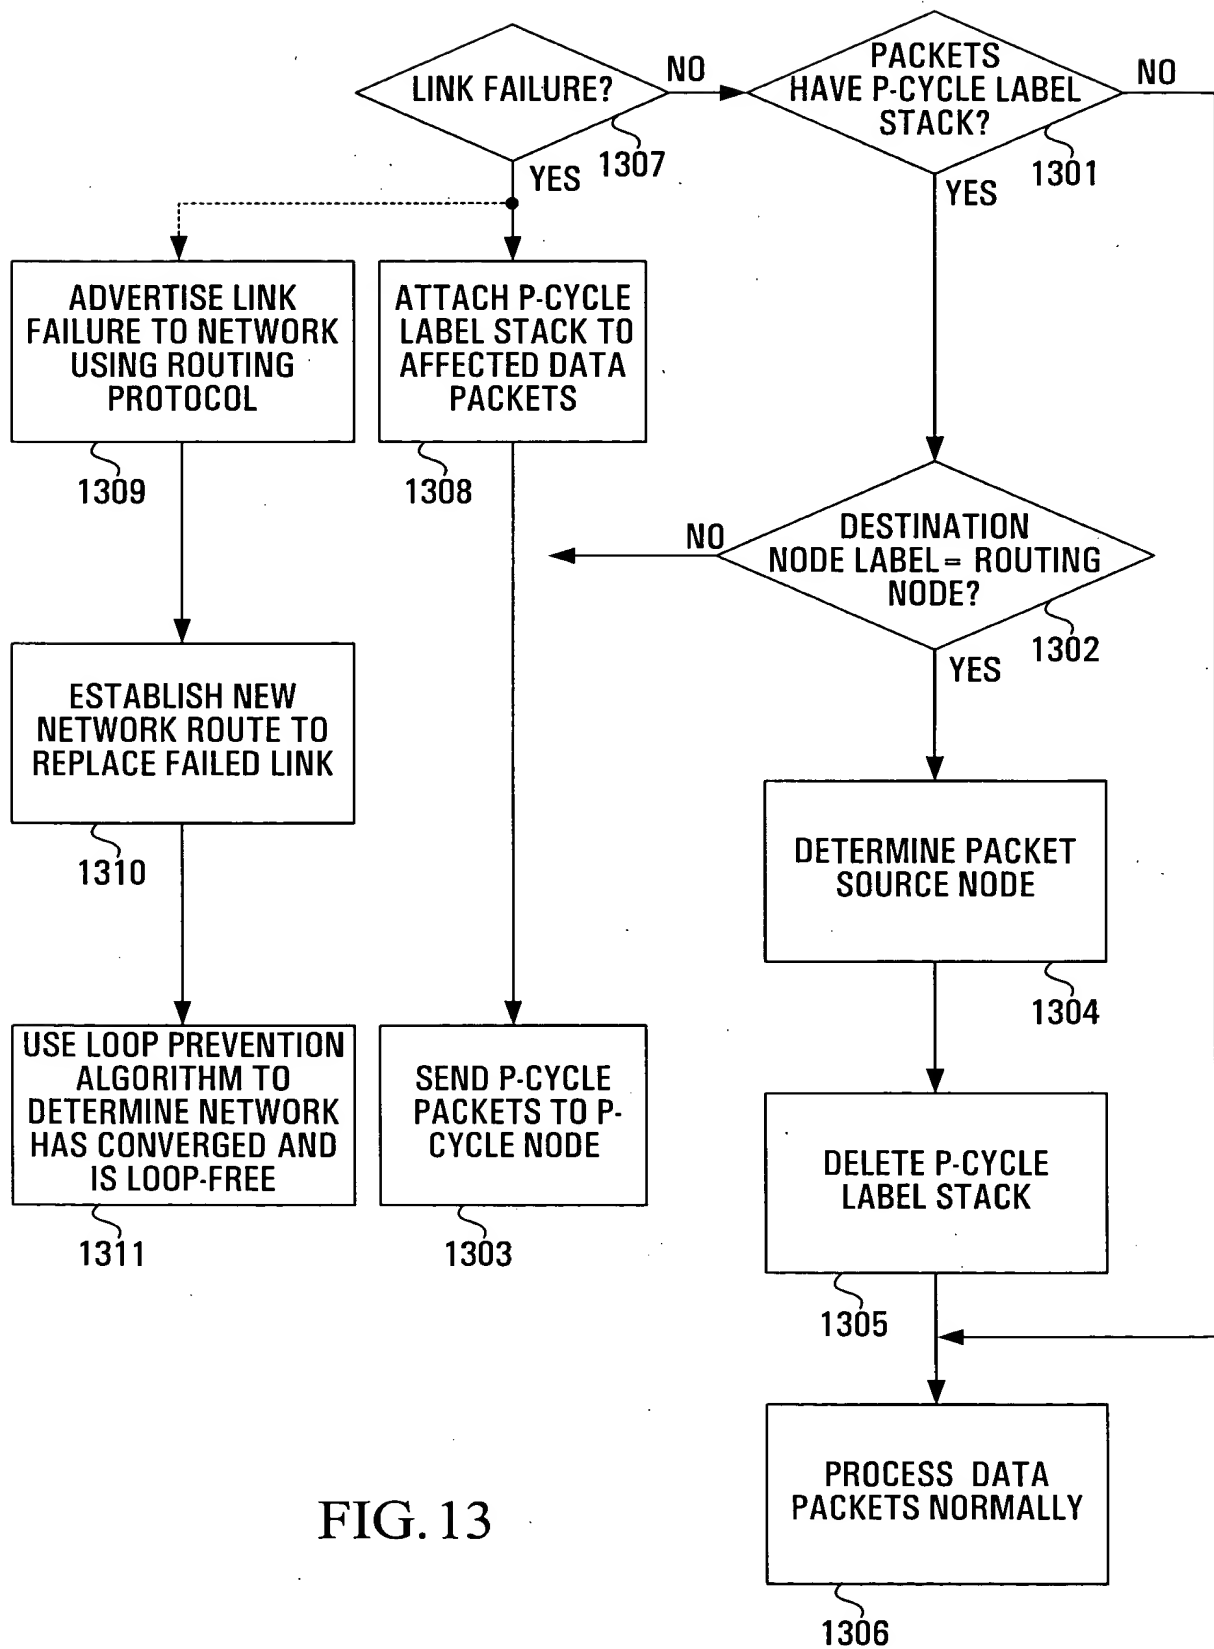 LINK FAILURE?
NO
1307
YES
PACKETS
HAVE P-CYCLE LABEL
STACK?
NO
1301
YES
ADVERTISE LINK
FAILURE TO NETWORK
USING ROUTING
PROTOCOL
1309
ATTACH P-CYCLE
LABEL STACK TO
AFFECTED DATA
PACKETS
1308
DESTINATION
NODE LABEL = ROUTING
NODE?
NO
1302
YES
ESTABLISH NEW
NETWORK ROUTE TO
REPLACE FAILED LINK
1310
DETERMINE PACKET
SOURCE NODE
1304
USE LOOP PREVENTION
ALGORITHM TO
DETERMINE NETWORK
HAS CONVERGED AND
IS LOOP-FREE
1311
SEND P-CYCLE
PACKETS TO P-
CYCLE NODE
1303
DELETE P-CYCLE
LABEL STACK
1305
PROCESS DATA
PACKETS NORMALLY
1306
FIG. 13